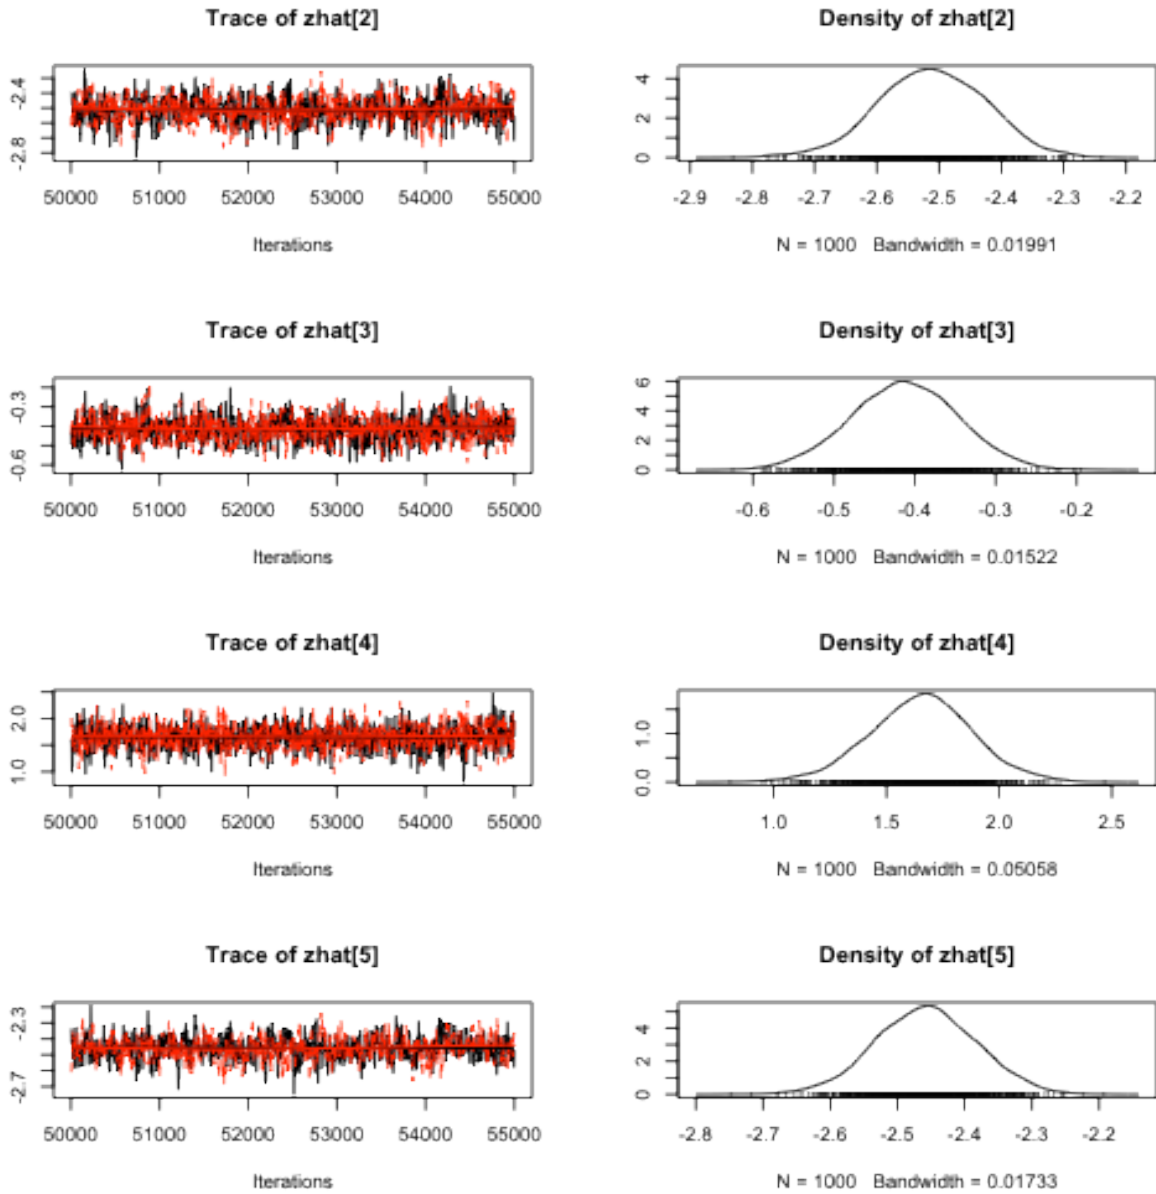 Trace of zhat[2]
Density of zhat[2]
-2.8 -2.4
50000 51000 52000 53000 54000 55000
Iterations
0 2 4
-2.9 -2.8 -2.7 -2.6 -2.5 -2.4 -2.3 -2.2
N = 1000 Bandwidth = 0.01991
Trace of zhat[3]
Density of zhat[3]
-0.6 -0.3
50000 51000 52000 53000 54000 55000
Iterations
0 2 4 6
-0.6 -0.5 -0.4 -0.3 -0.2
N = 1000 Bandwidth = 0.01522
Trace of zhat[4]
Density of zhat[4]
1.0 2.0
50000 51000 52000 53000 54000 55000
Iterations
0.0 1.0
1.0 1.5 2.0 2.5
N = 1000 Bandwidth = 0.05058
Trace of zhat[5]
Density of zhat[5]
-2.7 -2.3
50000 51000 52000 53000 54000 55000
Iterations
0 2 4
-2.8 -2.7 -2.6 -2.5 -2.4 -2.3 -2.2
N = 1000 Bandwidth = 0.01733